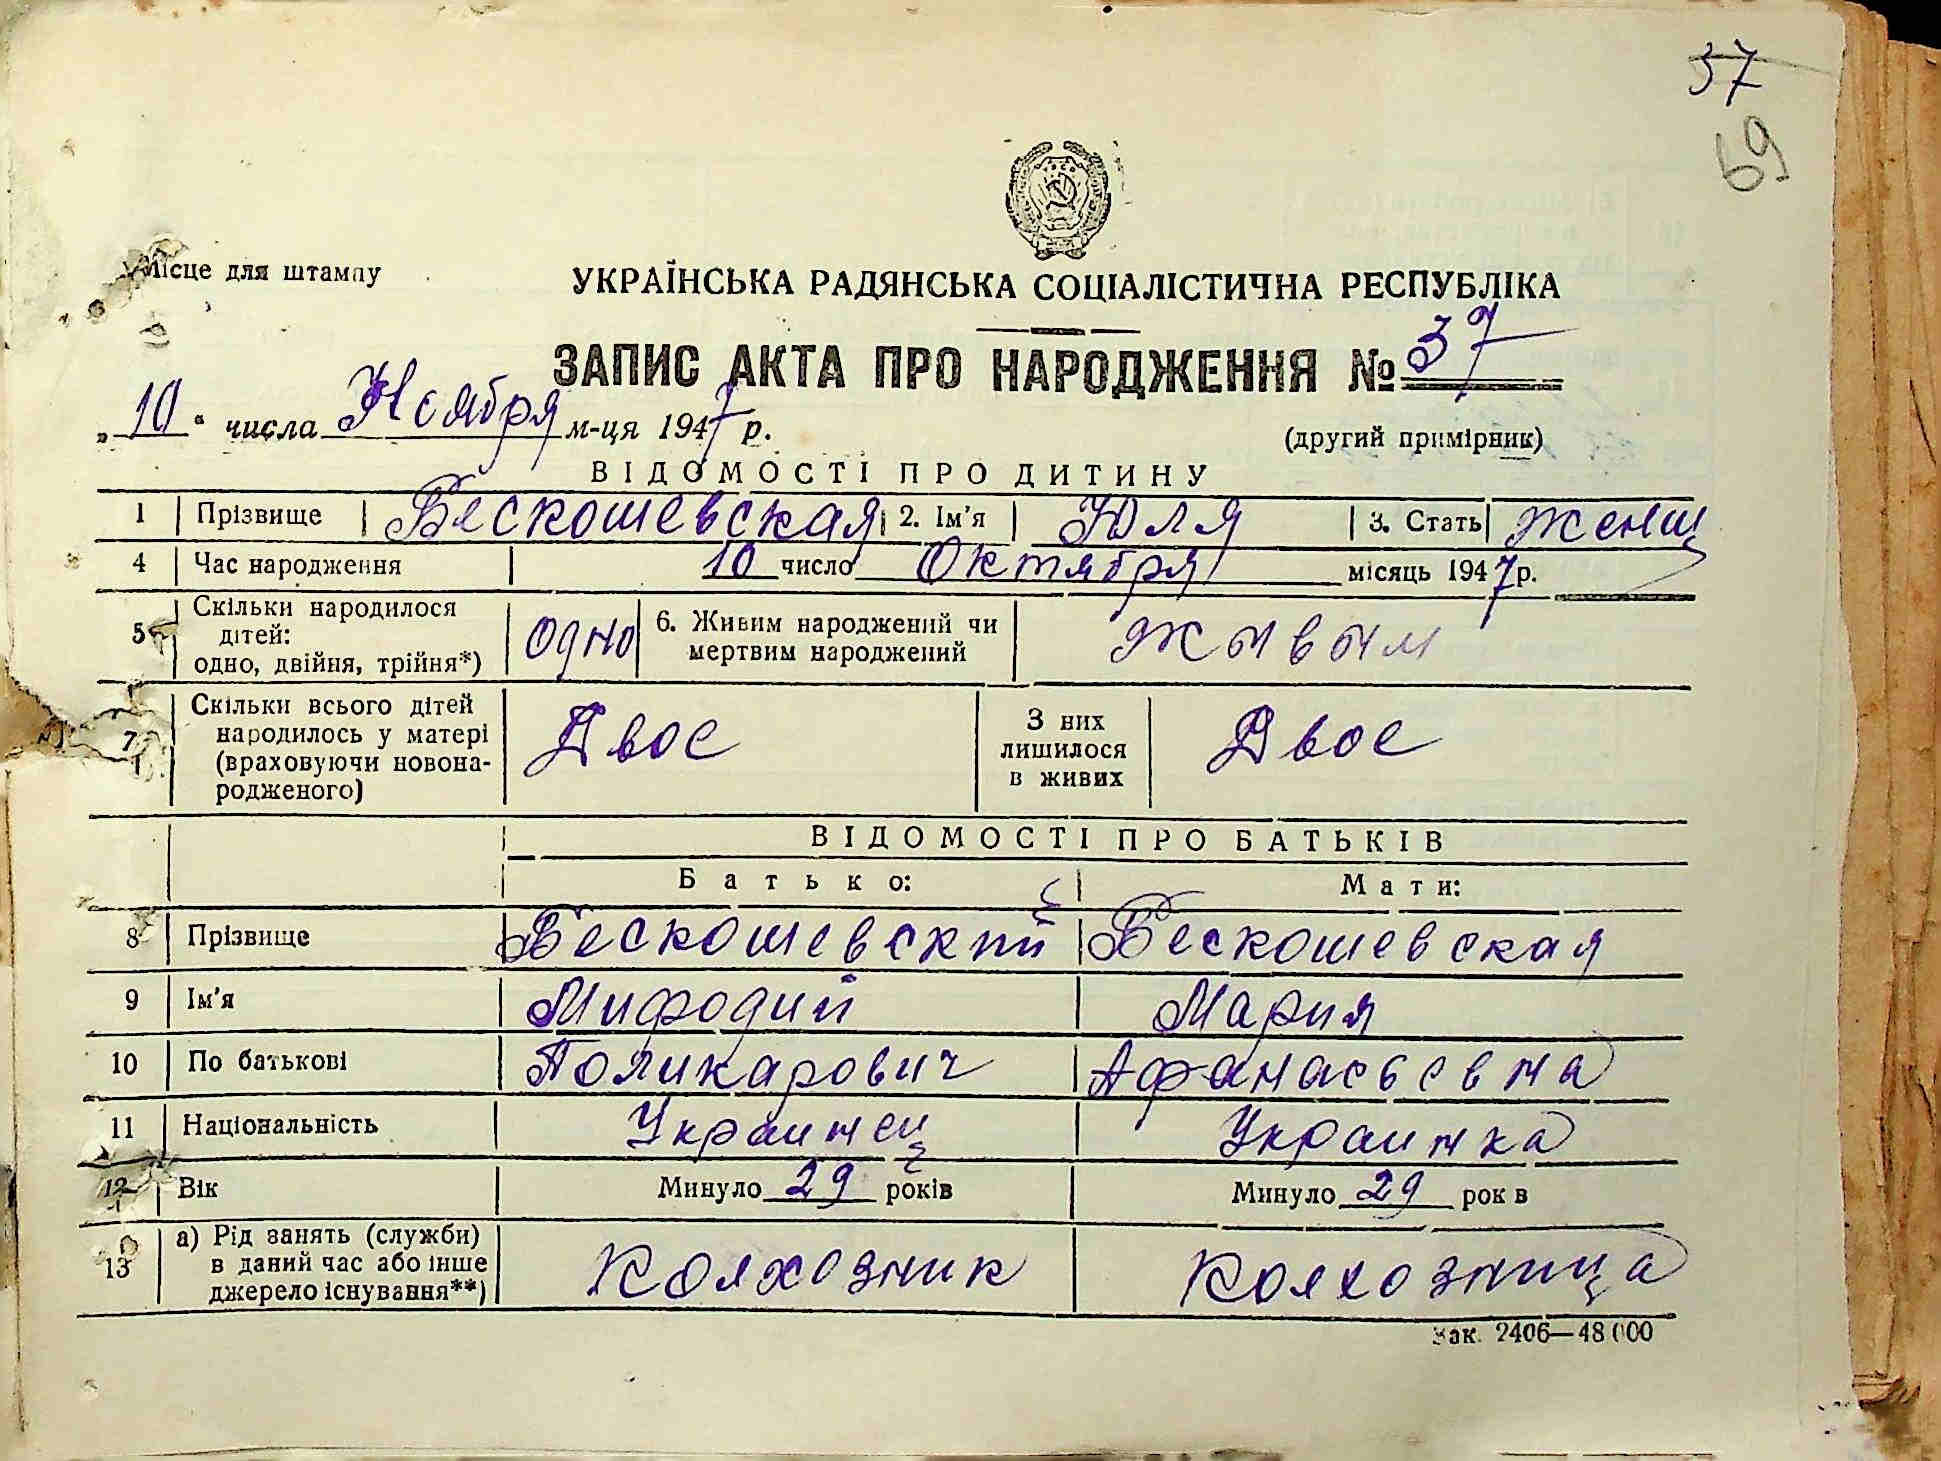 37
69
Місце для штампу
УКРАЇНСЬКА РАДЯНСЬКА СОЦІАЛІСТИЧНА РЕСПУБЛІКА
ЗАПИС АКТА ПРО НАРОДЖЕННЯ № 37
„10“ числа Ноября м-ця 1947 р.
(другий примірник)
ВІДОМОСТІ ПРО ДИТИНУ
1 Прізвище Бескошевская 2. Ім'я Юля 3. Стать женщ
4 Час народження 10 число Октября місяць 1947 р.
5 Скільки народилося дітей: одно, двійня, трійня*) одно 6. Живим народжений чи мертвим народжений жывым
7 Скільки всього дітей народилось у матері (враховуючи новонародженого) Двое З них лишилося в живих Двое
ВІДОМОСТІ ПРО БАТЬКІВ
Батько: Мати:
8 Прізвище Бескошевский Бескошевская
9 Ім'я Мифодий Мария
10 По батькові Поликарович Афанасьевна
11 Національність Украинец Украинка
12 Вік Минуло 29 років Минуло 29 рок в
13 а) Рід занять (служби) в даний час або інше джерело існування**) Колхозник Колхозница
Зак. 2406—48 000